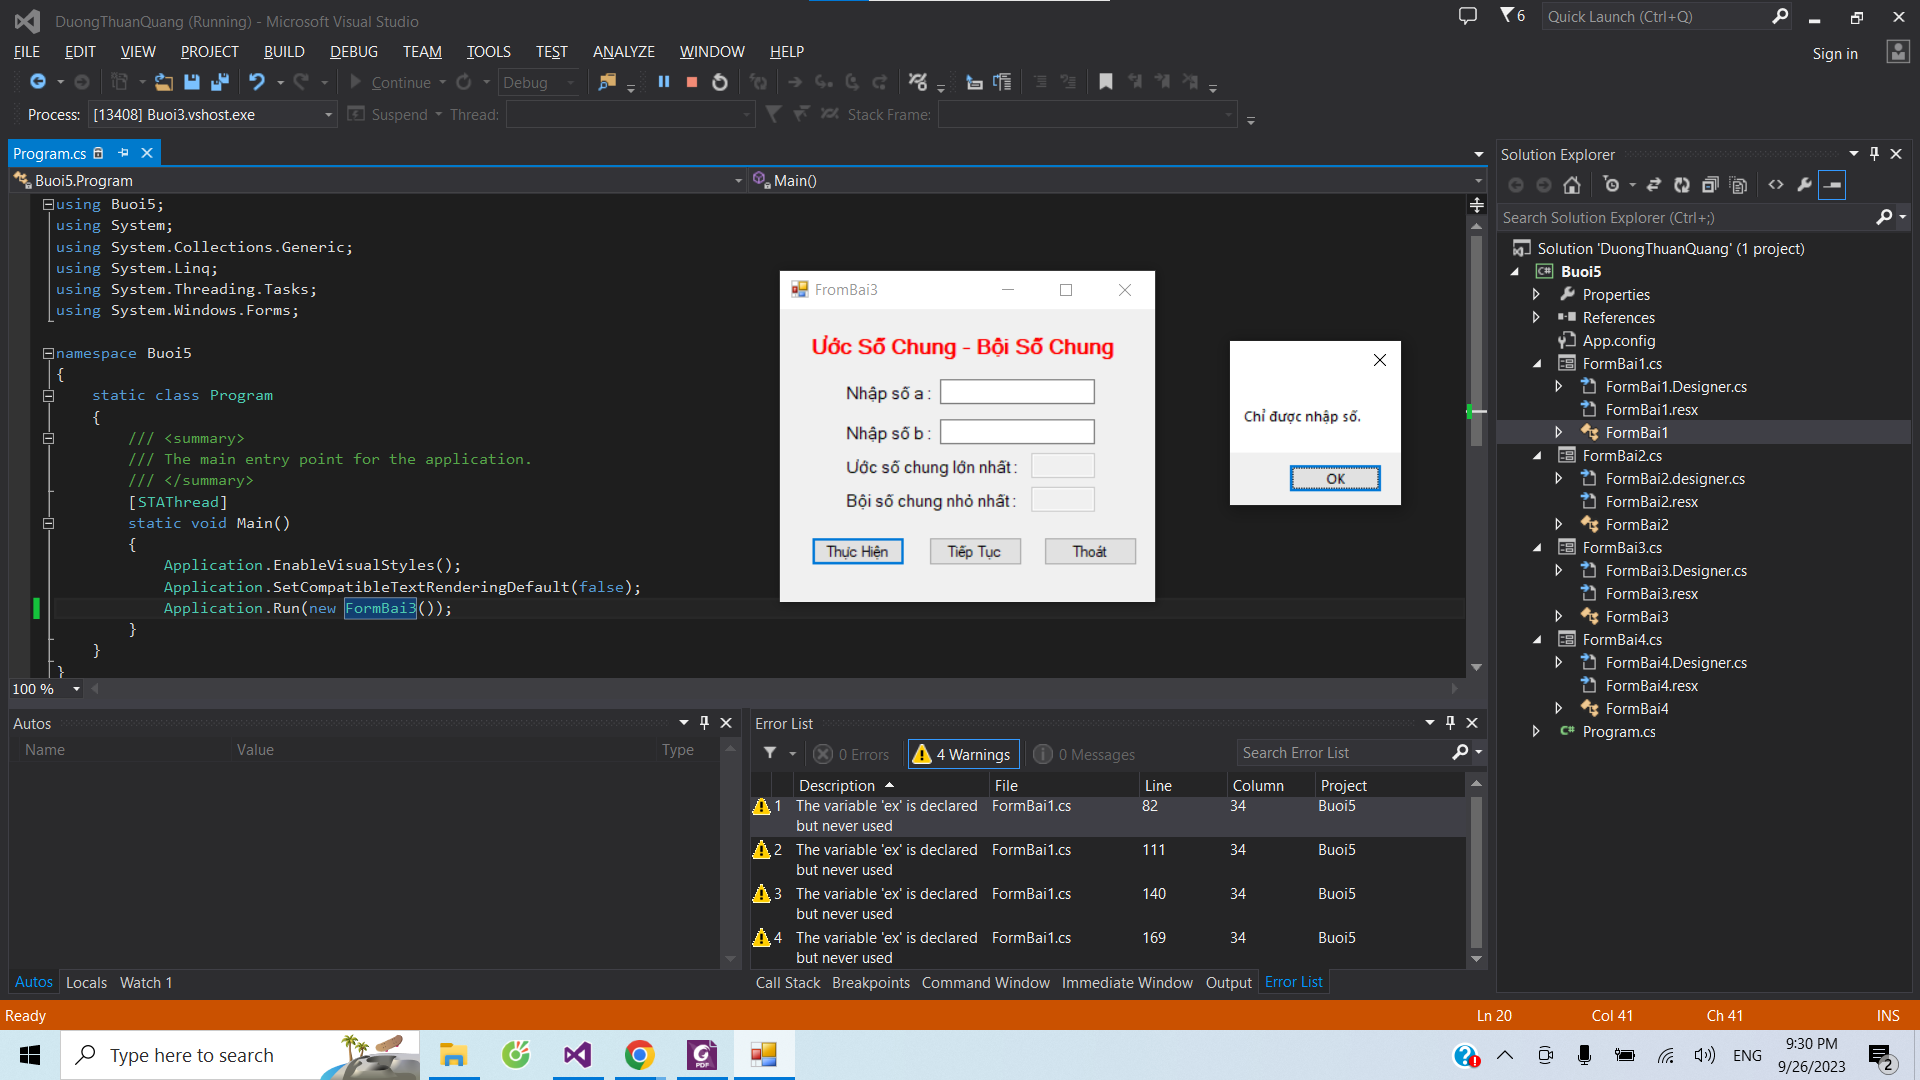 DuongThuanQuang (Running) - Microsoft Visual Studio
6
Quick Launch (Ctrl+Q)
FILE EDIT VIEW PROJECT BUILD DEBUG TEAM TOOLS TEST ANALYZE WINDOW HELP
Sign in
Continue
Debug
Process: [13408] Buoi3.vshost.exe Suspend Thread: Stack Frame:
Program.cs
Buoi5.Program
Main()
using Buoi5;
using System;
using System.Collections.Generic;
using System.Linq;
using System.Threading.Tasks;
using System.Windows.Forms;
namespace Buoi5
{
static class Program
{
/// <summary>
/// The main entry point for the application.
/// </summary>
[STAThread]
static void Main()
{
Application.EnableVisualStyles();
Application.SetCompatibleTextRenderingDefault(false);
Application.Run(new FormBai3());
}
}
}
100 %
FromBai3
Ước Số Chung - Bội Số Chung
Nhập số a :
Nhập số b :
Ước số chung lớn nhất :
Bội số chung nhỏ nhất :
Thực Hiện
Tiếp Tục
Thoát
Chỉ được nhập số.
OK
Solution Explorer
Search Solution Explorer (Ctrl+;)
Solution 'DuongThuanQuang' (1 project)
C# Buoi5
Properties
References
App.config
FormBai1.cs
FormBai1.Designer.cs
FormBai1.resx
FormBai1
FormBai2.cs
FormBai2.designer.cs
FormBai2.resx
FormBai2
FormBai3.cs
FormBai3.Designer.cs
FormBai3.resx
FormBai3
FormBai4.cs
FormBai4.Designer.cs
FormBai4.resx
FormBai4
C# Program.cs
Autos
Name Value Type
Autos Locals Watch 1
Error List
0 Errors 4 Warnings 0 Messages
Search Error List
Description File Line Column Project
1 The variable 'ex' is declared but never used FormBai1.cs 82 34 Buoi5
2 The variable 'ex' is declared but never used FormBai1.cs 111 34 Buoi5
3 The variable 'ex' is declared but never used FormBai1.cs 140 34 Buoi5
4 The variable 'ex' is declared but never used FormBai1.cs 169 34 Buoi5
Call Stack Breakpoints Command Window Immediate Window Output Error List
Ready
Ln 20 Col 41 Ch 41 INS
Type here to search
PDF
ENG
9:30 PM
9/26/2023
2